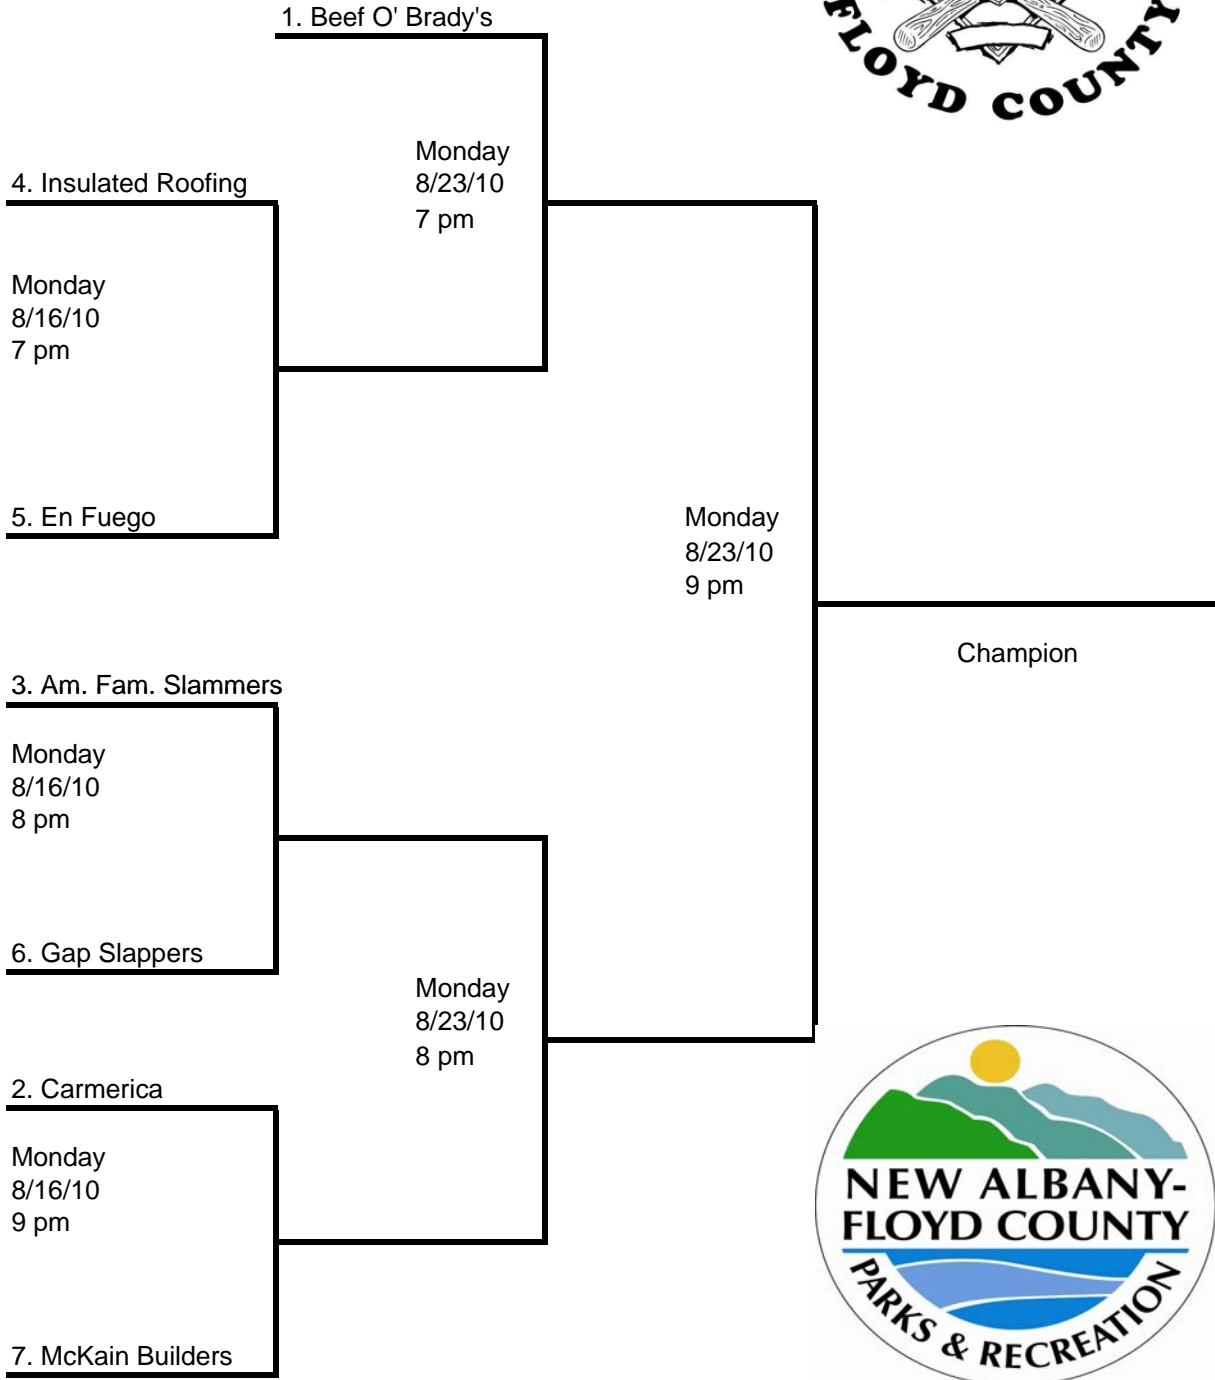 1. Beef O' Brady's
FLOYD COUNTY
Monday
8/23/10
7 pm
4. Insulated Roofing
Monday
8/16/10
7 pm
5. En Fuego
Monday
8/23/10
9 pm
Champion
3. Am. Fam. Slammers
Monday
8/16/10
8 pm
6. Gap Slappers
Monday
8/23/10
8 pm
2. Carmerica
Monday
8/16/10
9 pm
7. McKain Builders
NEW ALBANY-
FLOYD COUNTY
PARKS & RECREATION